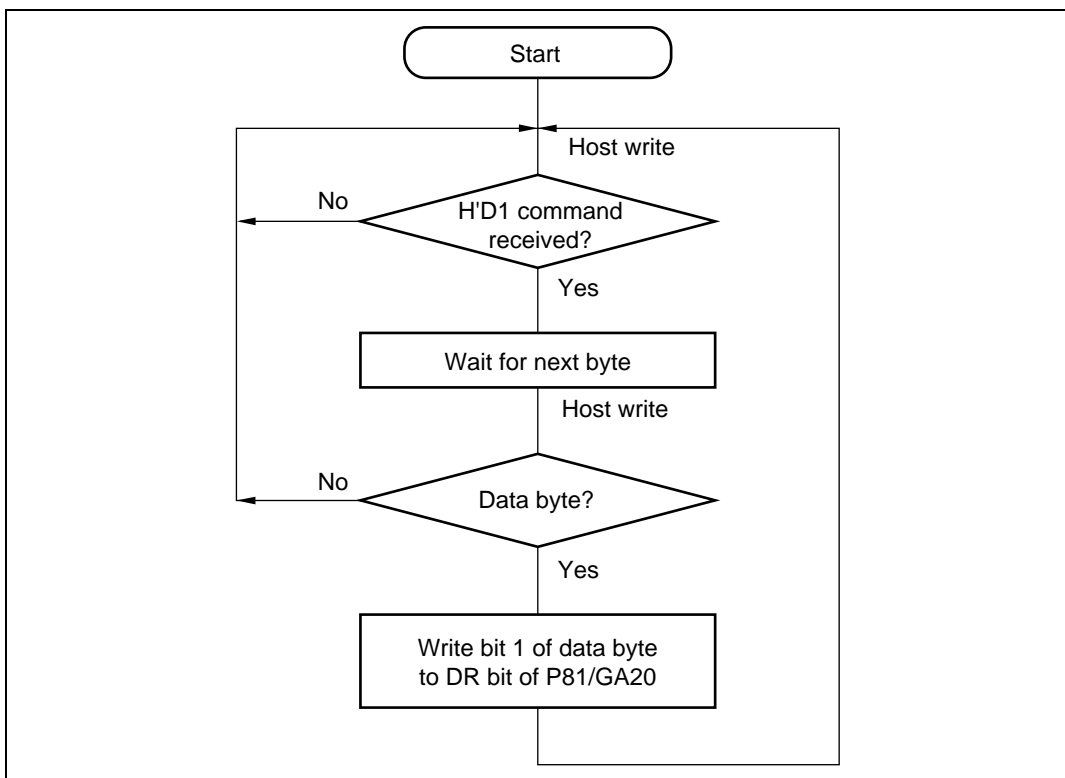 Start
Host write
No
H'D1 command
received?
Yes
Wait for next byte
Host write
No
Data byte?
Yes
Write bit 1 of data byte
to DR bit of P81/GA20